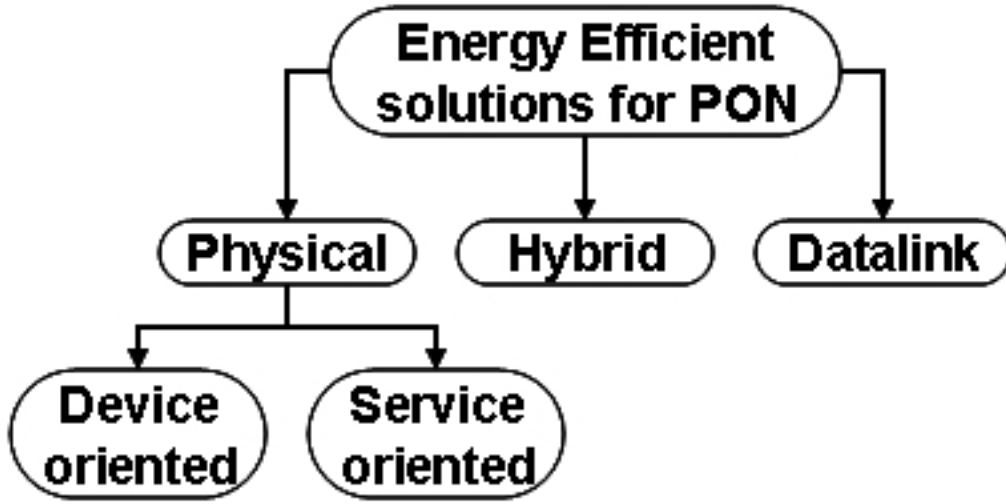 Energy Efficient
solutions for PON
Physical
Hybrid
Datalink
Device
oriented
Service
oriented